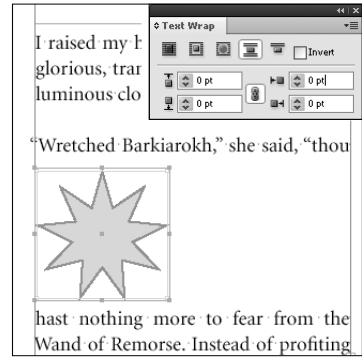 Text Wrap
Invert
0 pt
0 pt
0 pt
0 pt
I raised my h
glorious, tran
luminous clo
“Wretched Barkiarokh,” she said, “thou
hast nothing more to fear from the
Wand of Remorse. Instead of profiting